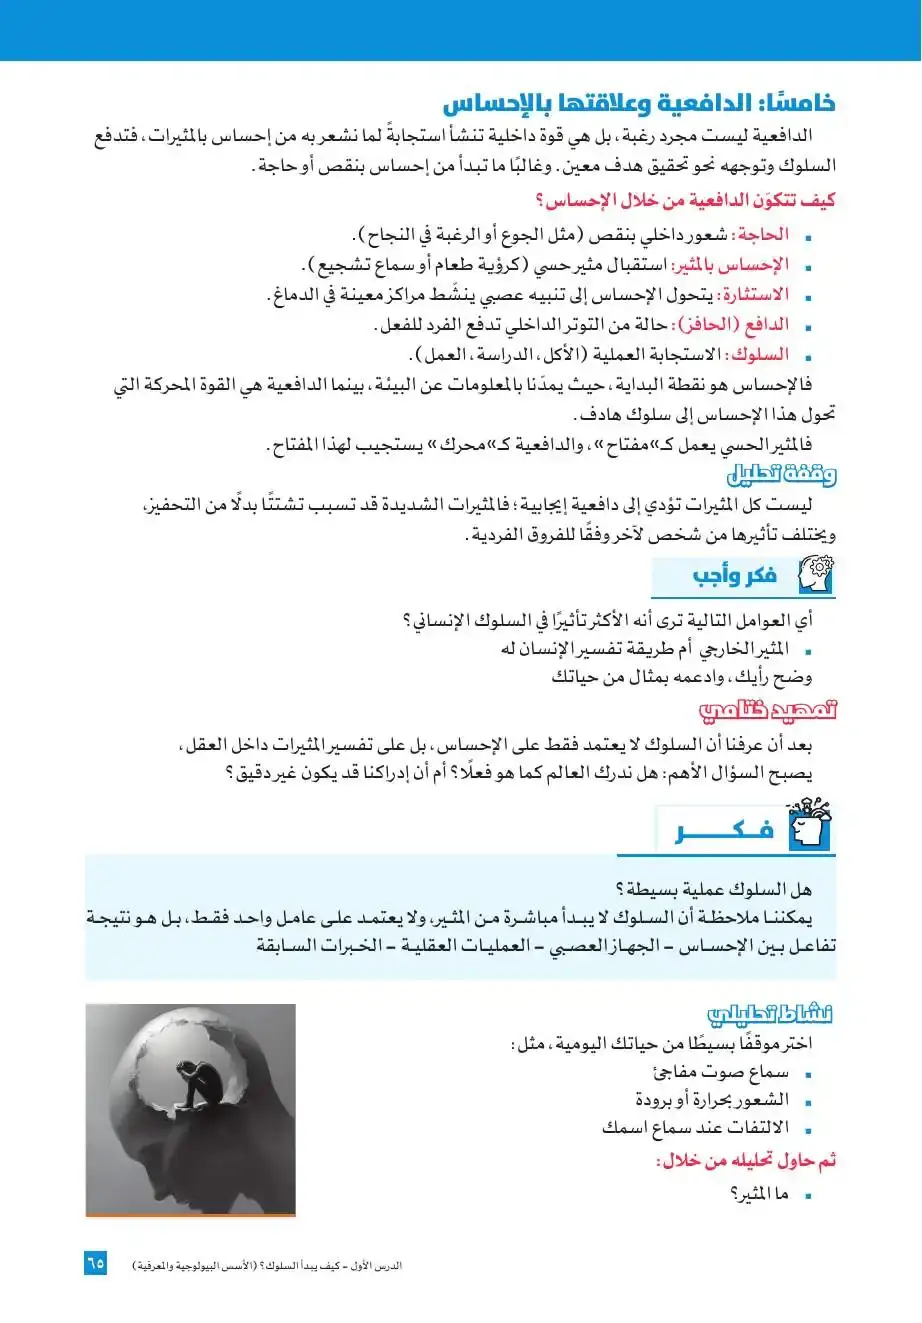 خامسًا: الدافعية وعلاقتها بالإحساس
الدافعية ليست مجرد رغبة، بل هي قوة داخلية تنشأ استجابةً لما نشعر به من إحساس بالمثيرات، فتدفع
السلوك وتوجهه نحو تحقيق هدف معين. وغالبًا ما تبدأ من إحساس بنقص أو حاجة.
كيف تتكوّن الدافعية من خلال الإحساس؟
▪ الحاجة: شعور داخلي بنقص (مثل الجوع أو الرغبة في النجاح).
▪ الإحساس بالمثير: استقبال مثير حسي (كرؤية طعام أو سماع تشجيع).
▪ الاستثارة: يتحول الإحساس إلى تنبيه عصبي ينشّط مراكز معينة في الدماغ.
▪ الدافع (الحافز): حالة من التوتر الداخلي تدفع الفرد للفعل.
▪ السلوك: الاستجابة العملية (الأكل، الدراسة، العمل).
فالإحساس هو نقطة البداية، حيث يمدّنا بالمعلومات عن البيئة، بينما الدافعية هي القوة المحركة التي
تحول هذا الإحساس إلى سلوك هادف.
فالمثير الحسي يعمل كـ»مفتاح»، والدافعية كـ»محرك» يستجيب لهذا المفتاح.
وقفة تحليل
ليست كل المثيرات تؤدي إلى دافعية إيجابية؛ فالمثيرات الشديدة قد تسبب تشتتًا بدلًا من التحفيز،
ويختلف تأثيرها من شخص لآخر وفقًا للفروق الفردية.
فكر وأجب
أي العوامل التالية ترى أنه الأكثر تأثيرًا في السلوك الإنساني؟
▪ المثير الخارجي أم طريقة تفسير الإنسان له
وضح رأيك، وادعمه بمثال من حياتك
تمهيد ختامي
بعد أن عرفنا أن السلوك لا يعتمد فقط على الإحساس، بل على تفسير المثيرات داخل العقل،
يصبح السؤال الأهم: هل ندرك العالم كما هو فعلًا؟ أم أن إدراكنا قد يكون غير دقيق؟
فـكـــــر
هل السلوك عملية بسيطة؟
يمكننا ملاحظة أن السلوك لا يبدأ مباشرة من المثير، ولا يعتمد على عامل واحد فقط، بل هو نتيجة
تفاعل بين الإحساس – الجهاز العصبي – العمليات العقلية – الخبرات السابقة
نشاط تحليلي
اختر موقفًا بسيطًا من حياتك اليومية، مثل:
▪ سماع صوت مفاجئ
▪ الشعور بحرارة أو برودة
▪ الالتفات عند سماع اسمك
ثم حاول تحليله من خلال:
▪ ما المثير؟
الدرس الأول – كيف يبدأ السلوك؟ (الأسس البيولوجية والمعرفية)
٦٥